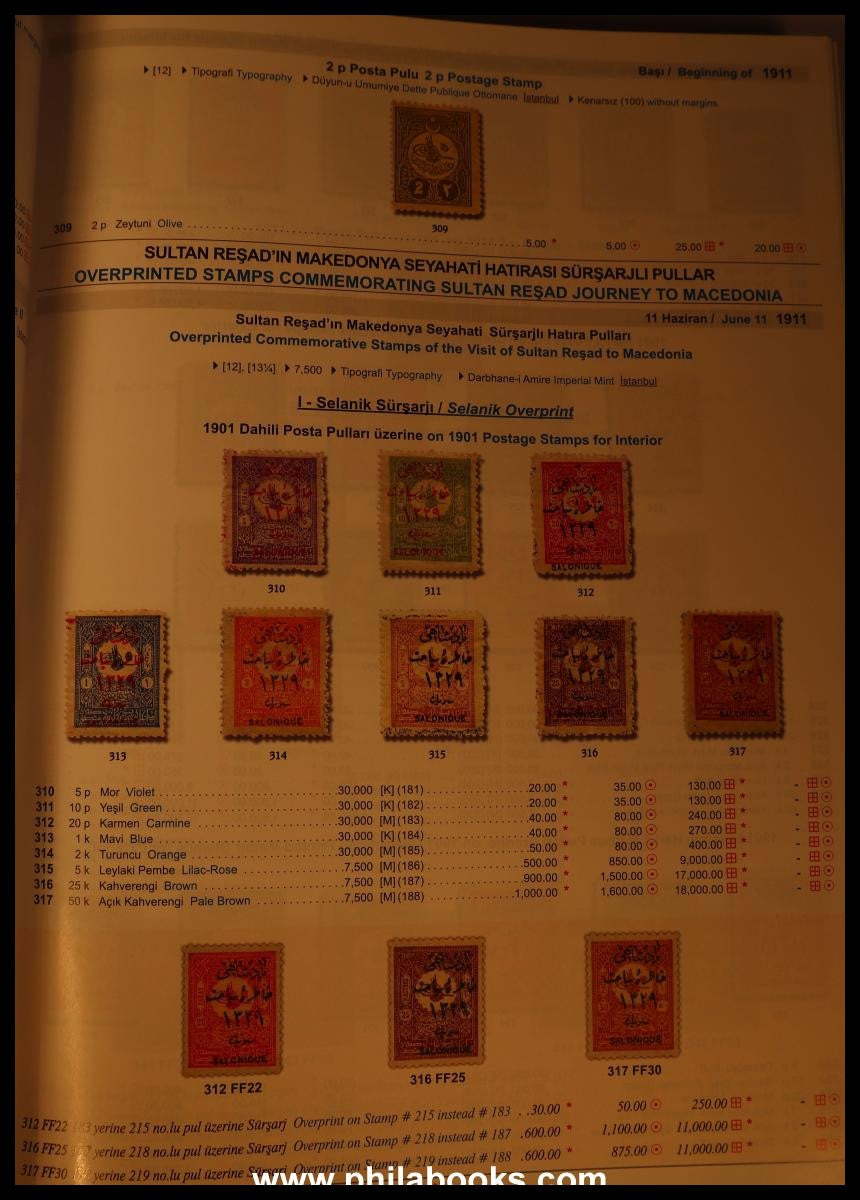 2 p Posta Pulu 2 p Postage Stamp
Başı / Beginning of 1911
[12] Tipografi Typography Düyun-u Umumiye Dette Publique Ottomane İstanbul Kenarsız (100) without margins
309
309 2 p Zeytuni Olive 5.00 * 5.00 25.00 * 20.00
SULTAN REŞAD'IN MAKEDONYA SEYAHATİ HATIRASI SÜRŞARJLI PULLAR
OVERPRINTED STAMPS COMMEMORATING SULTAN REŞAD JOURNEY TO MACEDONIA
11 Haziran / June 11 1911
Sultan Reşad'ın Makedonya Seyahati Sürşarjlı Hatıra Pulları
Overprinted Commemorative Stamps of the Visit of Sultan Reşad to Macedonia
[12], [13¼] 7,500 Tipografi Typography Darbhane-i Amire Imperial Mint İstanbul
I - Selanik Sürşarjı / Selanik Overprint
1901 Dahili Posta Pulları üzerine on 1901 Postage Stamps for Interior
310 311 312
313 314 315 316 317
310 5 p Mor Violet 30,000 [K] (181) 20.00 * 35.00 130.00 * -
311 10 p Yeşil Green 30,000 [K] (182) 20.00 * 35.00 130.00 * -
312 20 p Karmen Carmine 30,000 [M] (183) 40.00 * 80.00 240.00 * -
313 1 k Mavi Blue 30,000 [K] (184) 40.00 * 80.00 270.00 * -
314 2 k Turuncu Orange 30,000 [M] (185) 50.00 * 80.00 400.00 * -
315 5 k Leylaki Pembe Lilac-Rose 7,500 [M] (186) 500.00 * 850.00 9,000.00 * -
316 25 k Kahverengi Brown 7,500 [M] (187) 900.00 * 1,500.00 17,000.00 * -
317 50 k Açık Kahverengi Pale Brown 7,500 [M] (188) 1,000.00 * 1,600.00 18,000.00 * -
312 FF22 316 FF25 317 FF30
312 FF22 183 yerine 215 no.lu pul üzerine Sürşarj Overprint on Stamp # 215 instead # 183 30.00 * 50.00 250.00 * -
316 FF25 187 yerine 218 no.lu pul üzerine Sürşarj Overprint on Stamp # 218 instead # 187 600.00 * 1,100.00 11,000.00 * -
317 FF30 188 yerine 219 no.lu pul üzerine Sürşarj Overprint on Stamp # 219 instead # 188 600.00 * 875.00 11,000.00 * -
www.philabooks.com